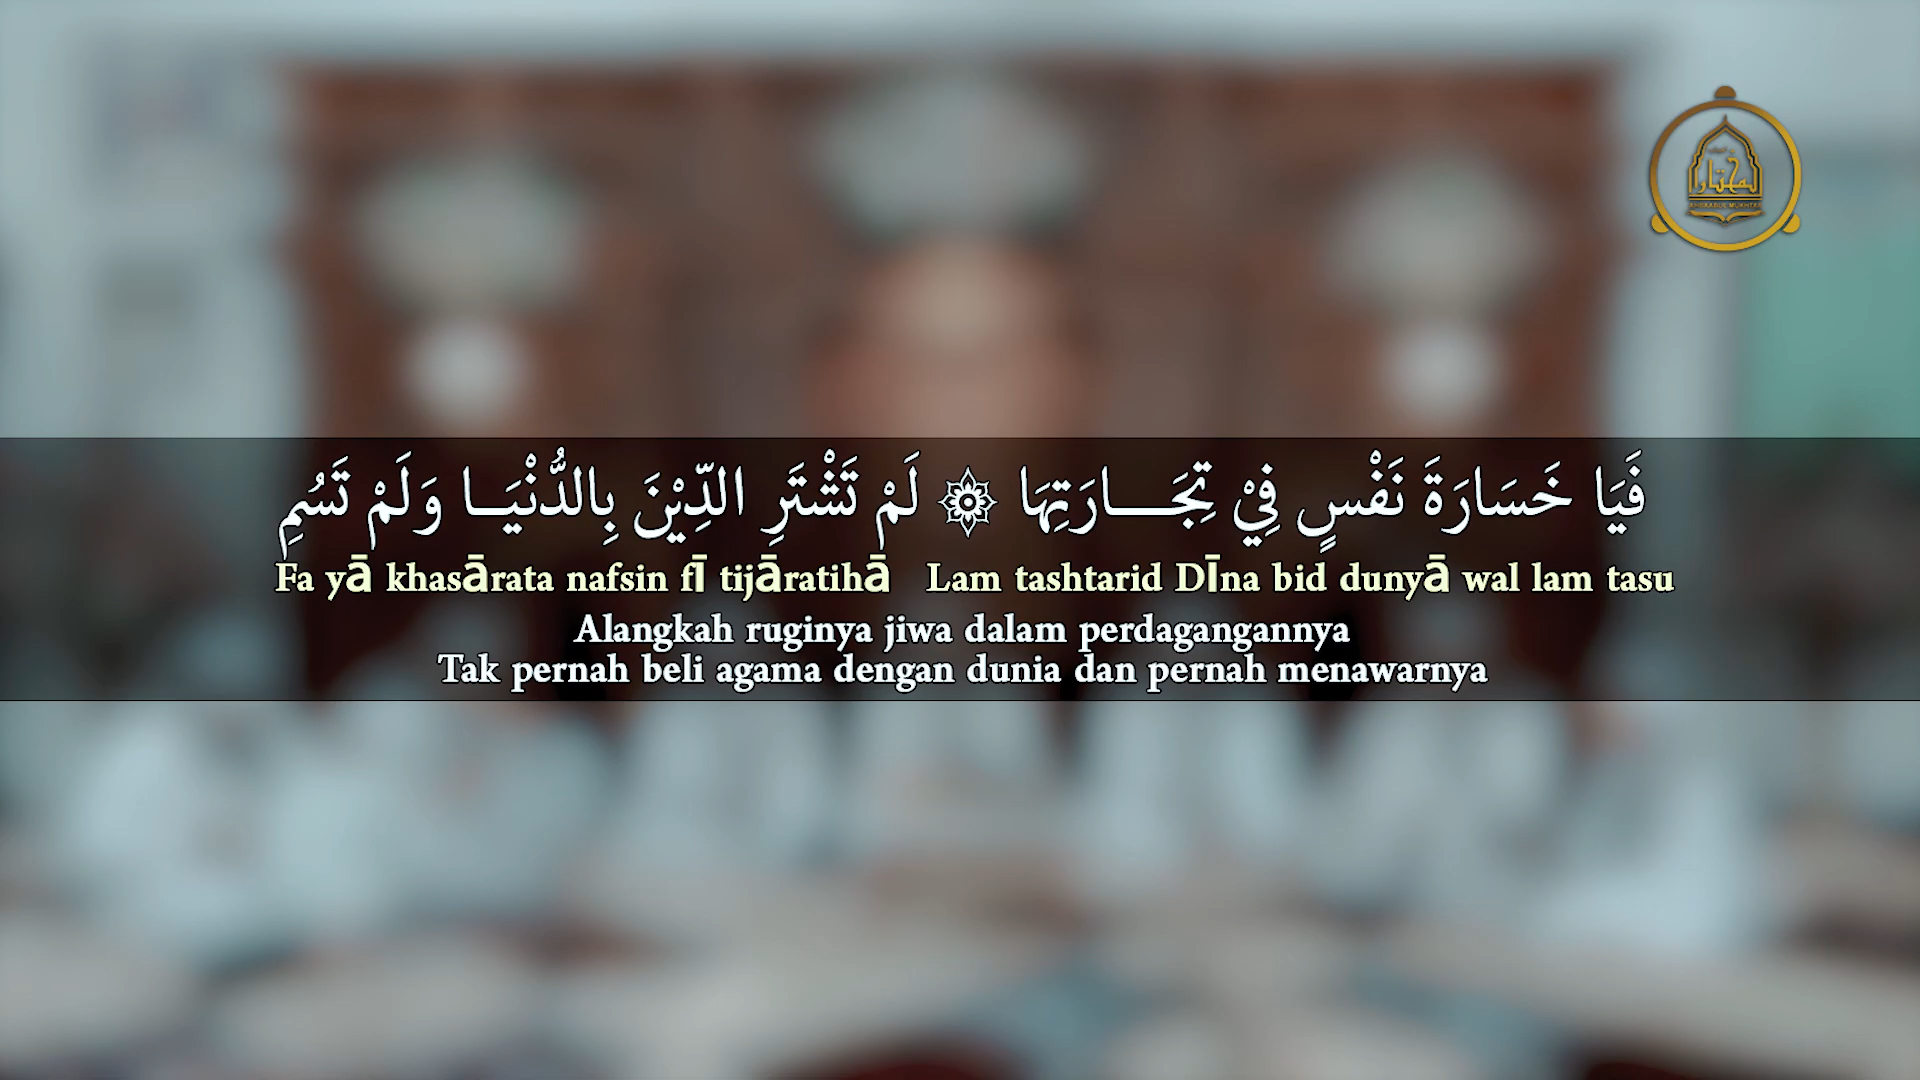 فَيَا خَسَارَةَ نَفْسٍ فِيْ تِجَـــارَتِهَا ۞ لَمْ تَشْتَرِ الدِّيْنَ بِالدُّنْيَــا وَلَمْ تَسُمِ
Fa yā khasārata nafsin fī tijāratihā Lam tashtarid Dīna bid dunyā wal lam tasu
Alangkah ruginya jiwa dalam perdagangannya
Tak pernah beli agama dengan dunia dan pernah menawarnya